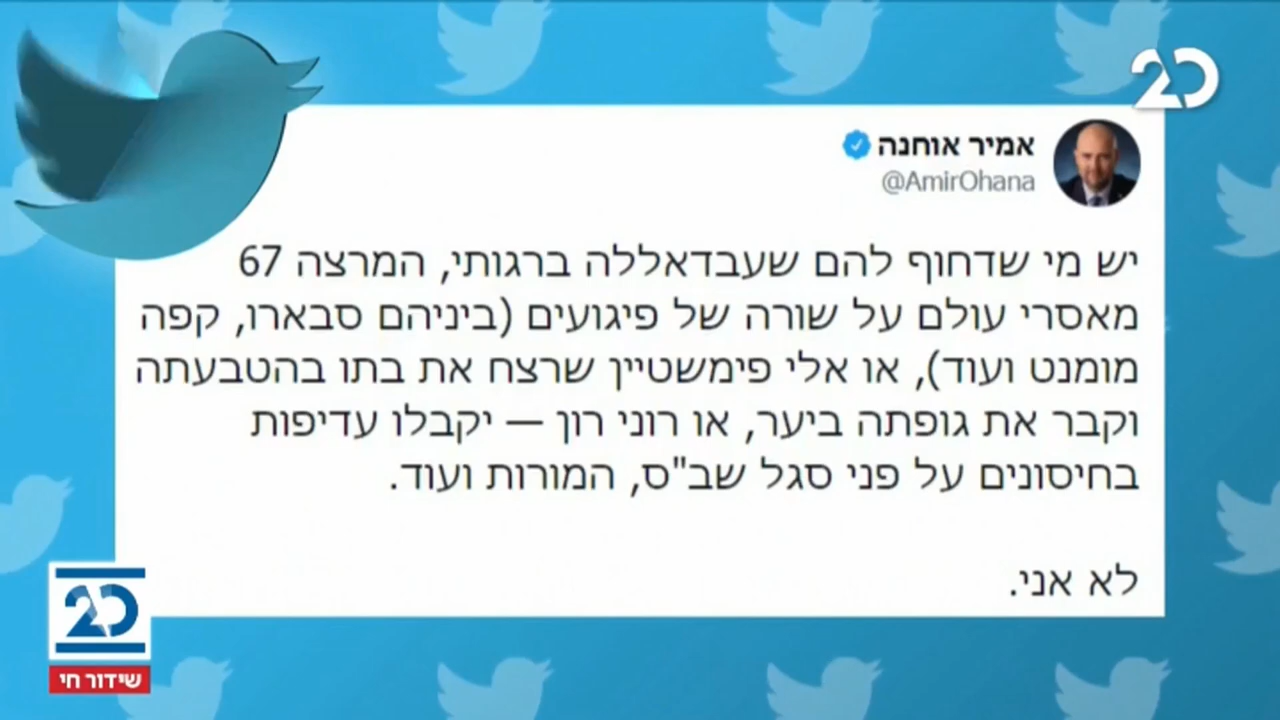 20
אמיר אוחנה
@AmirOhana
יש מי שדחוף להם שעבדאללה ברגותי, המרצה 67
מאסרי עולם על שורה של פיגועים (ביניהם סבארו, קפה
מומנט ועוד), או אלי פימשטיין שרצח את בתו בהטבעתה
וקבר את גופתה ביער, או רוני רון — יקבלו עדיפות
בחיסונים על פני סגל שב"ס, המורות ועוד.
לא אני.
20
שידור חי